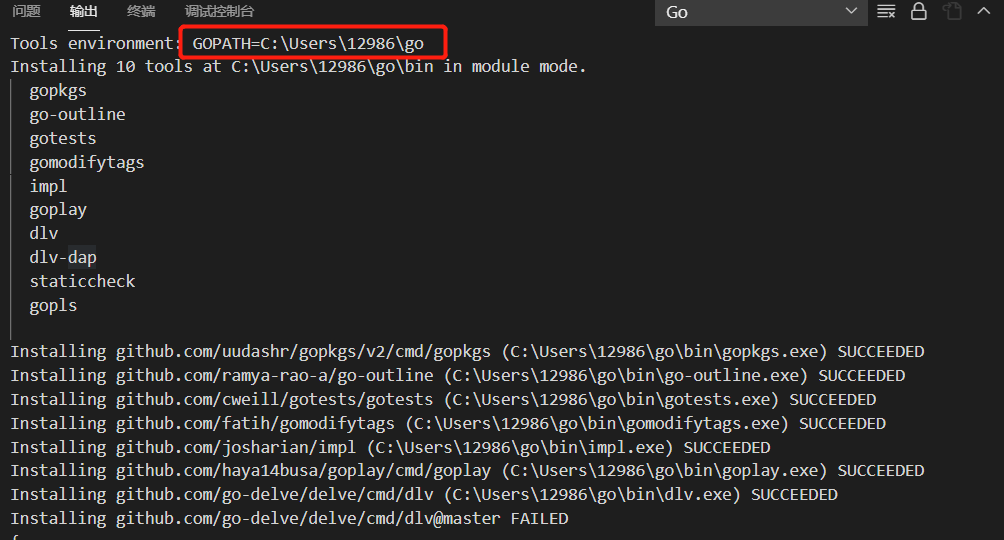 问题 输出 终端 调试控制台 Go
Tools environment: GOPATH=C:\Users\12986\go
Installing 10 tools at C:\Users\12986\go\bin in module mode.
gopkgs
go-outline
gotests
gomodifytags
impl
goplay
dlv
dlv-dap
staticcheck
gopls
Installing github.com/uudashr/gopkgs/v2/cmd/gopkgs (C:\Users\12986\go\bin\gopkgs.exe) SUCCEEDED
Installing github.com/ramya-rao-a/go-outline (C:\Users\12986\go\bin\go-outline.exe) SUCCEEDED
Installing github.com/cweill/gotests/gotests (C:\Users\12986\go\bin\gotests.exe) SUCCEEDED
Installing github.com/fatih/gomodifytags (C:\Users\12986\go\bin\gomodifytags.exe) SUCCEEDED
Installing github.com/josharian/impl (C:\Users\12986\go\bin\impl.exe) SUCCEEDED
Installing github.com/haya14busa/goplay/cmd/goplay (C:\Users\12986\go\bin\goplay.exe) SUCCEEDED
Installing github.com/go-delve/delve/cmd/dlv (C:\Users\12986\go\bin\dlv.exe) SUCCEEDED
Installing github.com/go-delve/delve/cmd/dlv@master FAILED